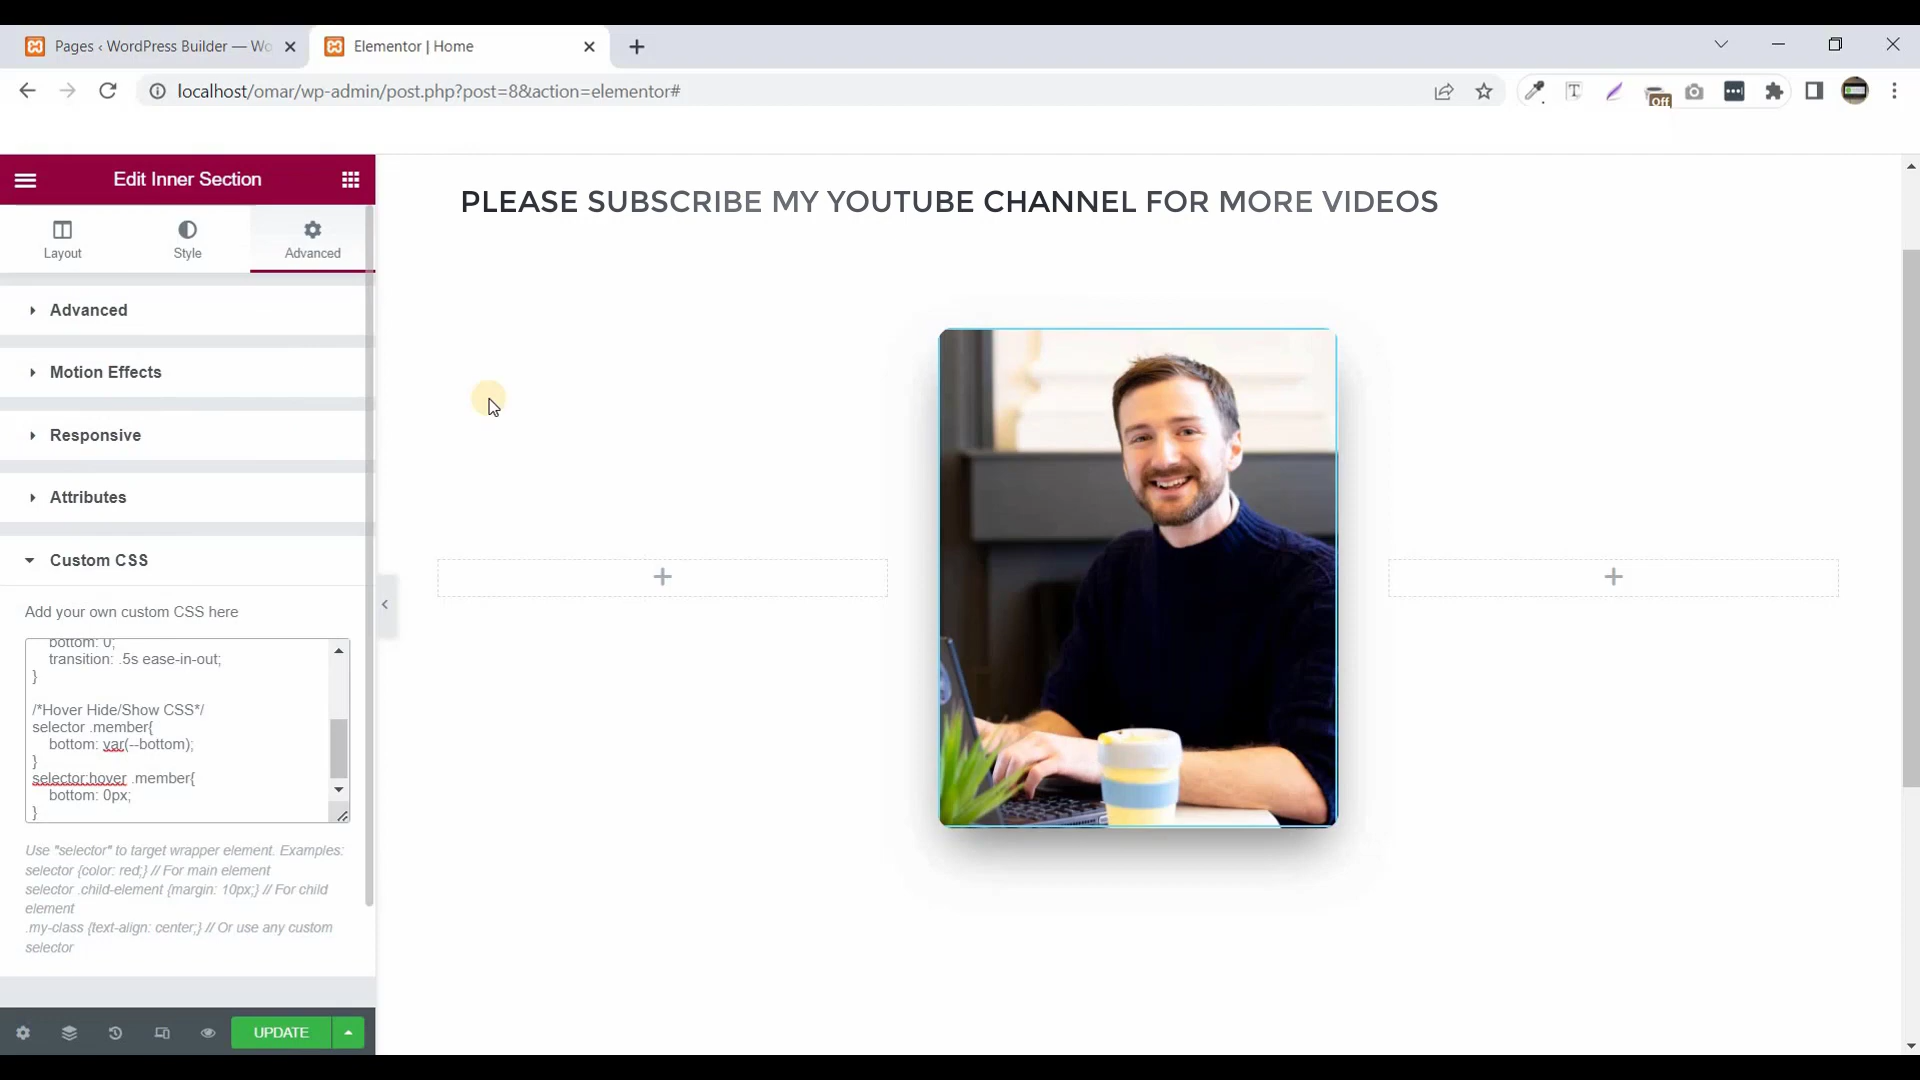 Pages ‹ WordPress Builder — Wo
Elementor | Home
localhost/omar/wp-admin/post.php?post=8&action=elementor#
Off
Edit Inner Section
Layout
Style
Advanced
Advanced
Motion Effects
Responsive
Attributes
Custom CSS
Add your own custom CSS here
bottom: 0;
transition: .5s ease-in-out;
}
/*Hover Hide/Show CSS*/
selector .member{
bottom: var(--bottom);
}
selector:hover .member{
bottom: 0px;
}
Use "selector" to target wrapper element. Examples:
selector {color: red;} // For main element
selector .child-element {margin: 10px;} // For child
element
.my-class {text-align: center;} // Or use any custom
selector
UPDATE
PLEASE SUBSCRIBE MY YOUTUBE CHANNEL FOR MORE VIDEOS